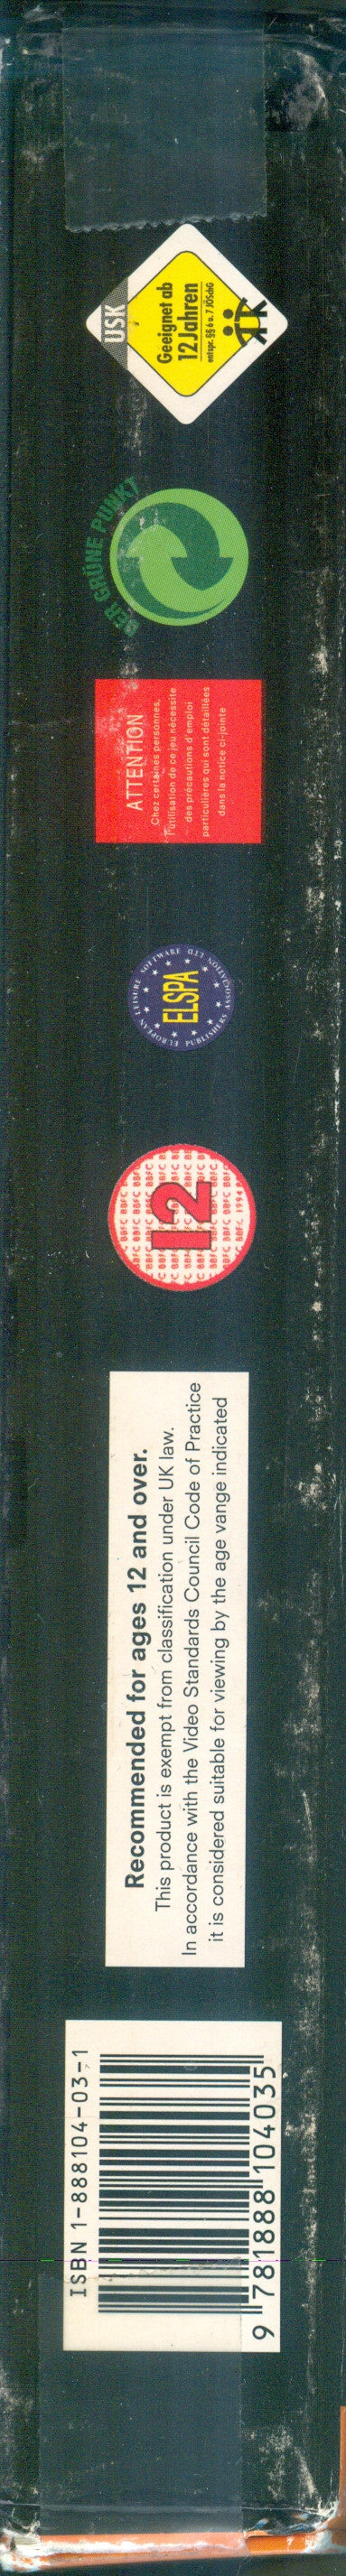 USK
Geeignet ab
12 Jahren
entspr. §§ 6 u. 7 JÖSchG
DER GRÜNE PUNKT
ATTENTION
Chez certaines personnes,
l'utilisation de ce jeu nécessite
des précautions d'emploi
particulières qui sont détaillées
dans la notice ci-jointe
EUROPEAN LEISURE SOFTWARE
PUBLISHERS ASSOCIATION LTD
ELSPA
12
Recommended for ages 12 and over.
This product is exempt from classification under UK law.
In accordance with the Video Standards Council Code of Practice
it is considered suitable for viewing by the age vange indicated
ISBN 1-888104-03-1
9 781888 104035